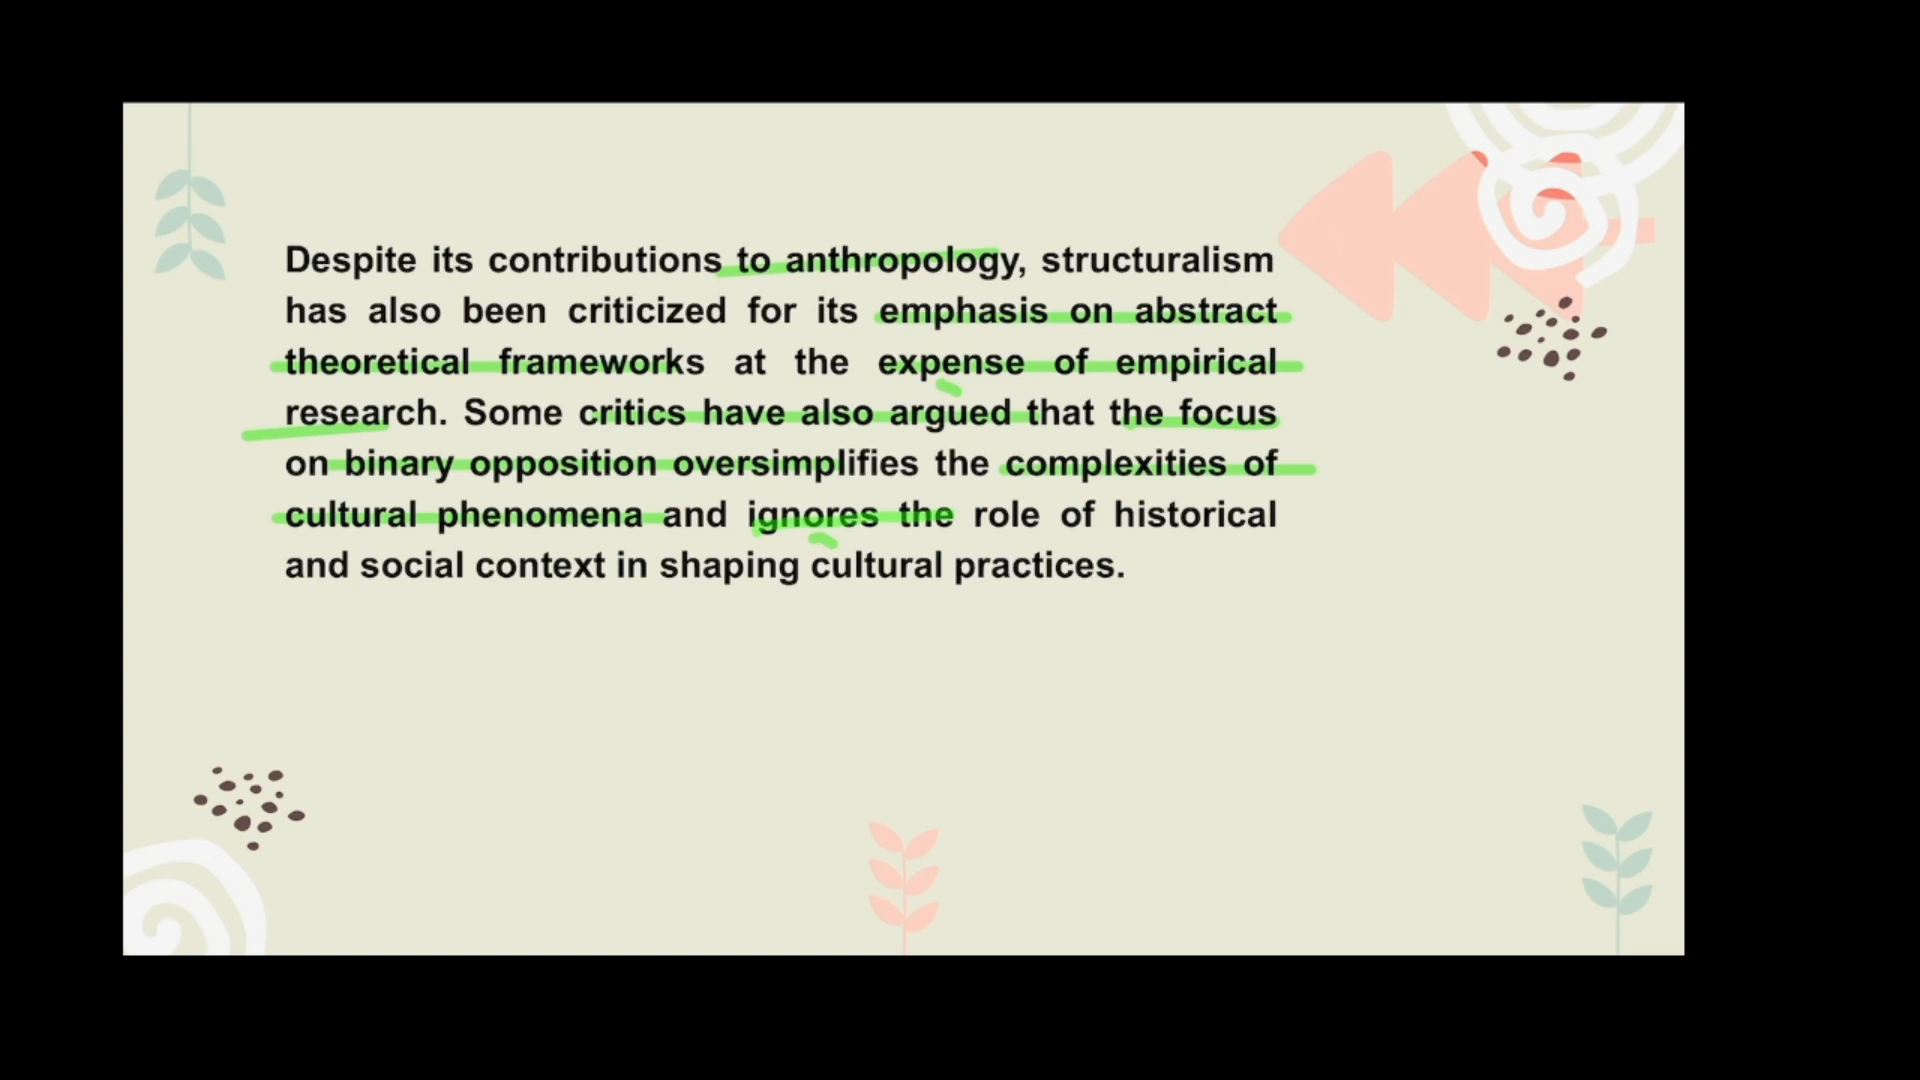 Despite its contributions to anthropology, structuralism
has also been criticized for its emphasis on abstract
theoretical frameworks at the expense of empirical
research. Some critics have also argued that the focus
on binary opposition oversimplifies the complexities of
cultural phenomena and ignores the role of historical
and social context in shaping cultural practices.